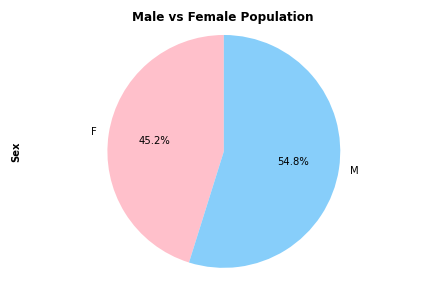 Male vs Female Population
F
45.2%
Sex
54.8%
M